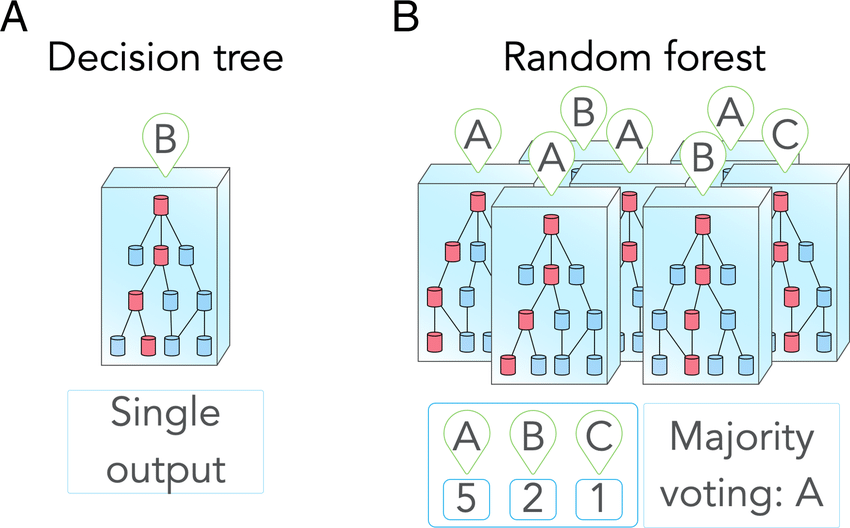 A
B
Decision tree
Random forest
B
A
B
A
A
A
B
C
Single
output
A
B
C
5
2
1
Majority
voting: A